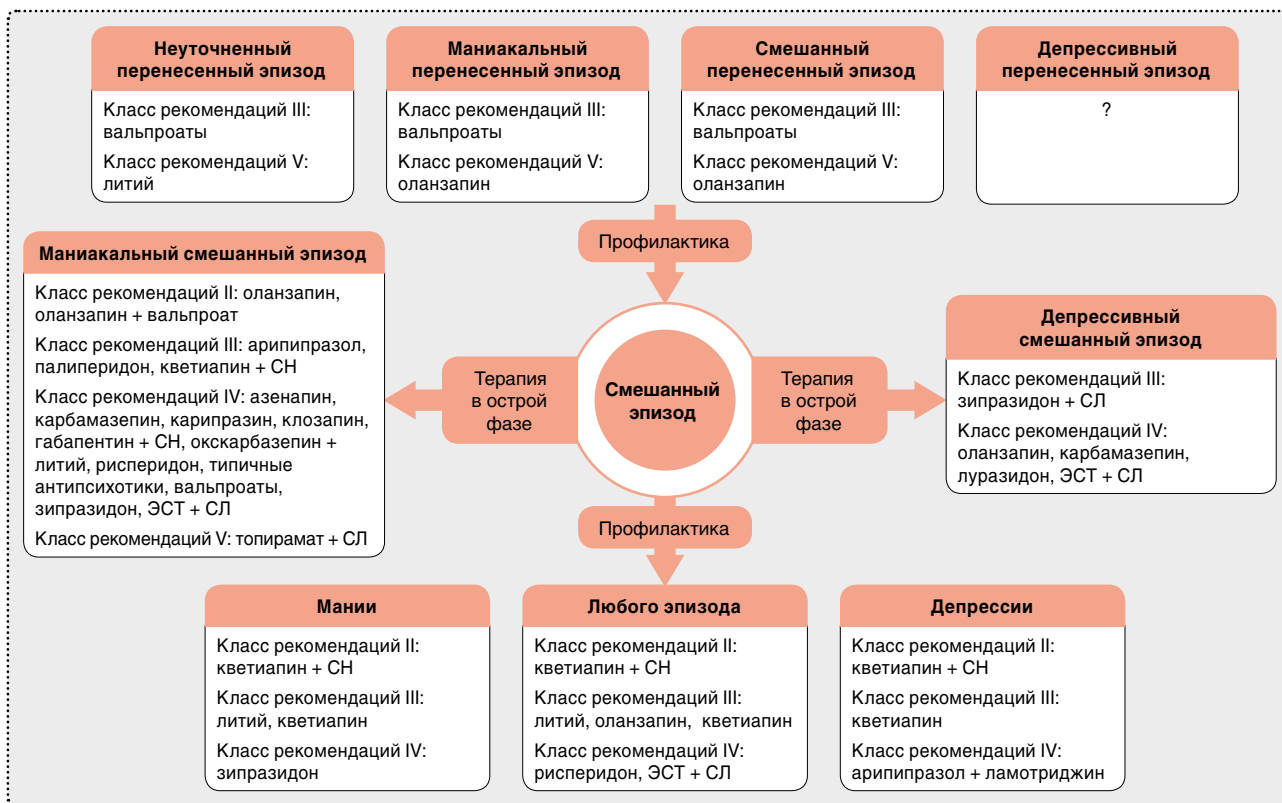 Неуточненный
перенесенный эпизод
Класс рекомендаций III:
вальпроаты
Класс рекомендаций V:
литий
Маниакальный
перенесенный эпизод
Класс рекомендаций III:
вальпроаты
Класс рекомендаций V:
оланзапин
Смешанный
перенесенный эпизод
Класс рекомендаций III:
вальпроаты
Класс рекомендаций V:
оланзапин
Депрессивный
перенесенный эпизод
?
Профилактика
Маниакальный смешанный эпизод
Класс рекомендаций II: оланзапин,
оланзапин + вальпроат
Класс рекомендаций III: арипипразол,
палиперидон, кветиапин + СН
Класс рекомендаций IV: азенапин,
карбамазепин, карипразин, клозапин,
габапентин + СН, окскарбазепин +
литий, рисперидон, типичные
антипсихотики, вальпроаты,
зипразидон, ЭСТ + СЛ
Класс рекомендаций V: топирамат + СЛ
Терапия
в острой
фазе
Смешанный
эпизод
Терапия
в острой
фазе
Депрессивный
смешанный эпизод
Класс рекомендаций III:
зипразидон + СЛ
Класс рекомендаций IV:
оланзапин, карбамазепин,
луразидон, ЭСТ + СЛ
Профилактика
Мании
Класс рекомендаций II:
кветиапин + СН
Класс рекомендаций III:
литий, кветиапин
Класс рекомендаций IV:
зипразидон
Любого эпизода
Класс рекомендаций II:
кветиапин + СН
Класс рекомендаций III:
литий, оланзапин, кветиапин
Класс рекомендаций IV:
рисперидон, ЭСТ + СЛ
Депрессии
Класс рекомендаций II:
кветиапин + СН
Класс рекомендаций III:
кветиапин
Класс рекомендаций IV:
арипипразол + ламотриджин